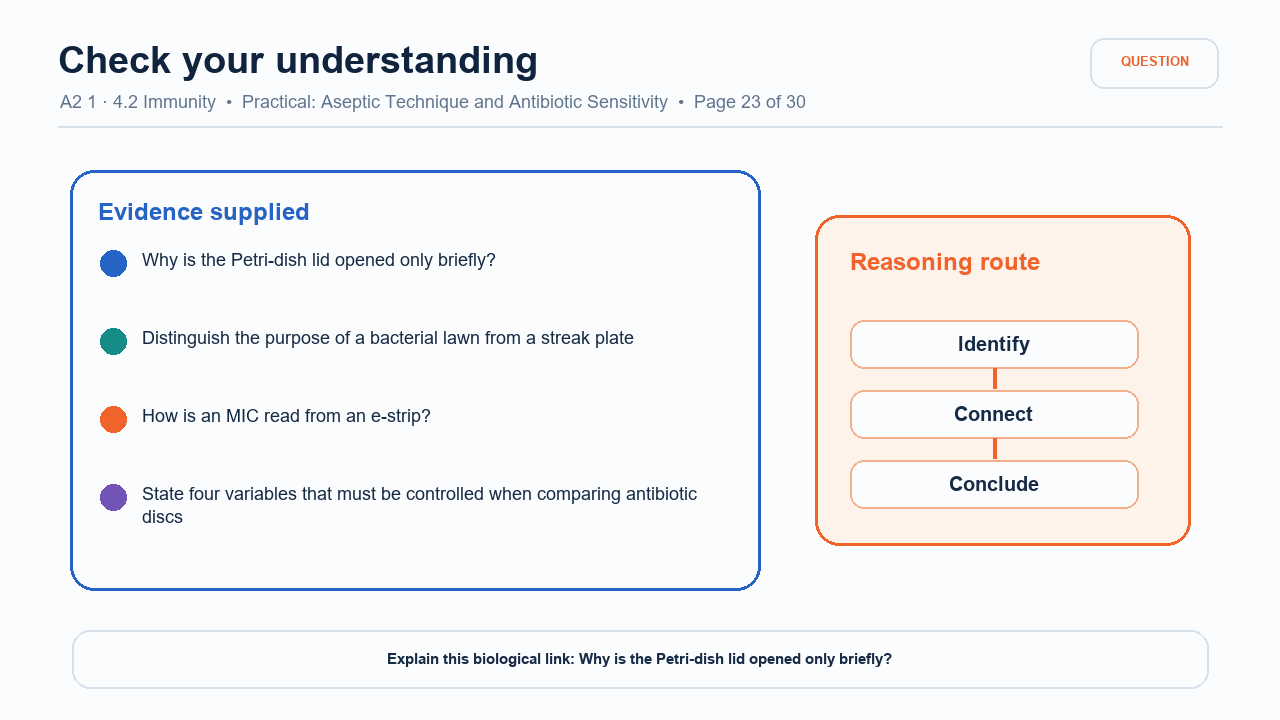 Check your understanding
QUESTION
A2 1 · 4.2 Immunity • Practical: Aseptic Technique and Antibiotic Sensitivity • Page 23 of 30
Evidence supplied
Why is the Petri-dish lid opened only briefly?
Distinguish the purpose of a bacterial lawn from a streak plate
How is an MIC read from an e-strip?
State four variables that must be controlled when comparing antibiotic
discs
Reasoning route
Identify
Connect
Conclude
Explain this biological link: Why is the Petri-dish lid opened only briefly?